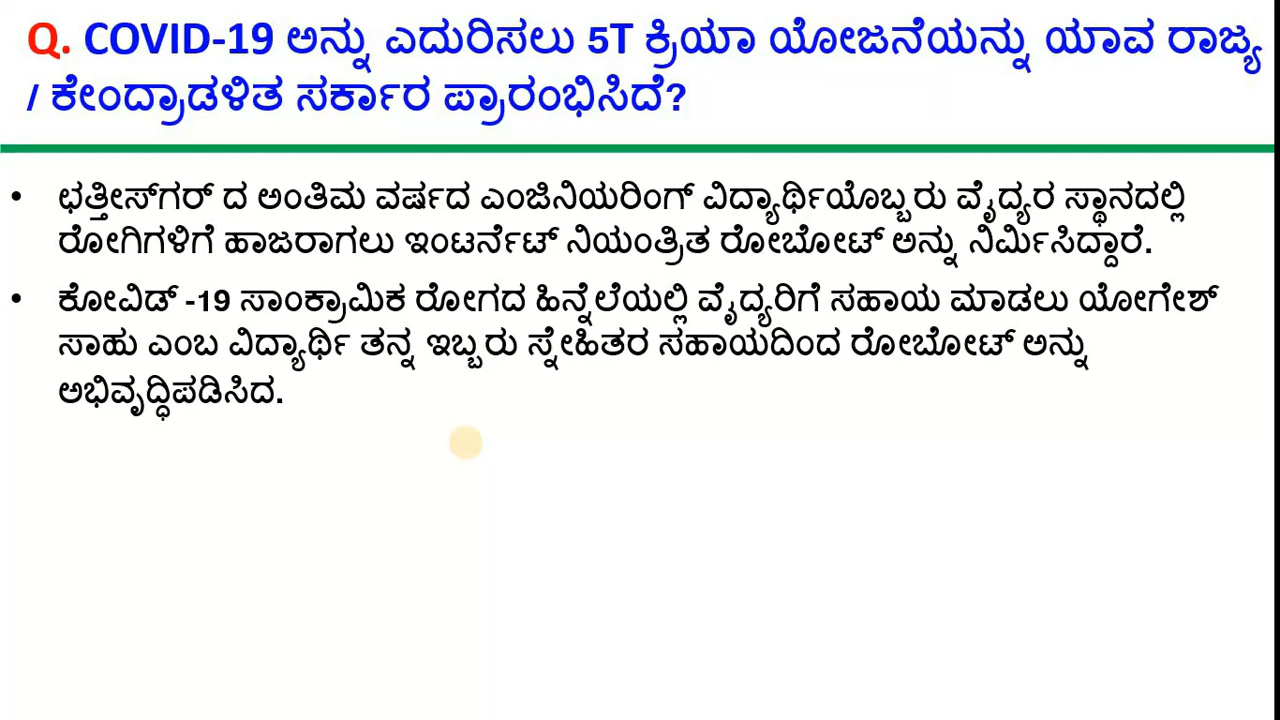 Q. COVID-19 ಅನ್ನು ಎದುರಿಸಲು 5T ಕ್ರಿಯಾ ಯೋಜನೆಯನ್ನು ಯಾವ ರಾಜ್ಯ
/ ಕೇಂದ್ರಾಡಳಿತ ಸರ್ಕಾರ ಪ್ರಾರಂಭಿಸಿದೆ?
• ಛತ್ತೀಸ್‌ಗರ್ ದ ಅಂತಿಮ ವರ್ಷದ ಎಂಜಿನಿಯರಿಂಗ್ ವಿದ್ಯಾರ್ಥಿಯೊಬ್ಬರು ವೈದ್ಯರ ಸ್ಥಾನದಲ್ಲಿ
ರೋಗಿಗಳಿಗೆ ಹಾಜರಾಗಲು ಇಂಟರ್ನೆಟ್ ನಿಯಂತ್ರಿತ ರೋಬೋಟ್ ಅನ್ನು ನಿರ್ಮಿಸಿದ್ದಾರೆ.
• ಕೋವಿಡ್ -19 ಸಾಂಕ್ರಾಮಿಕ ರೋಗದ ಹಿನ್ನೆಲೆಯಲ್ಲಿ ವೈದ್ಯರಿಗೆ ಸಹಾಯ ಮಾಡಲು ಯೋಗೇಶ್
ಸಾಹು ಎಂಬ ವಿದ್ಯಾರ್ಥಿ ತನ್ನ ಇಬ್ಬರು ಸ್ನೇಹಿತರ ಸಹಾಯದಿಂದ ರೋಬೋಟ್ ಅನ್ನು
ಅಭಿವೃದ್ಧಿಪಡಿಸಿದ.